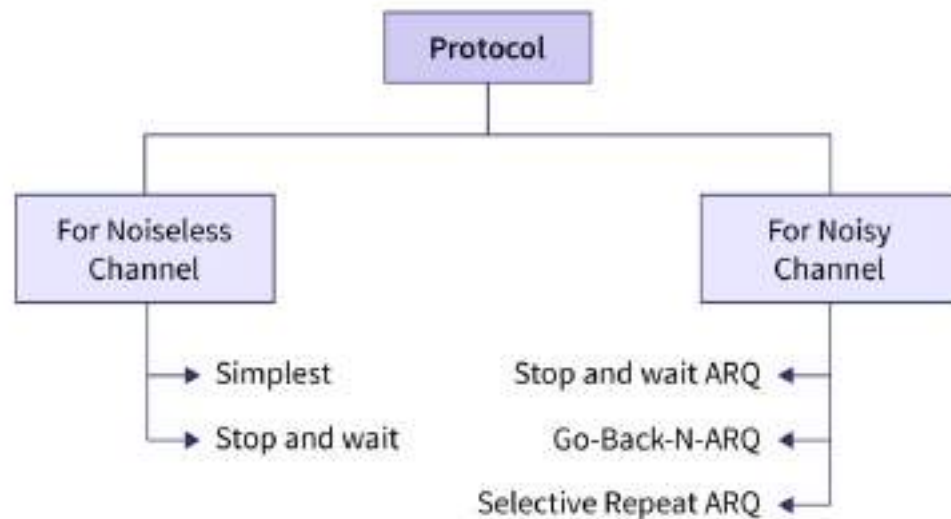 Protocol
For Noiseless
Channel
Simplest
Stop and wait
For Noisy
Channel
Stop and wait ARQ
Go-Back-N-ARQ
Selective Repeat ARQ